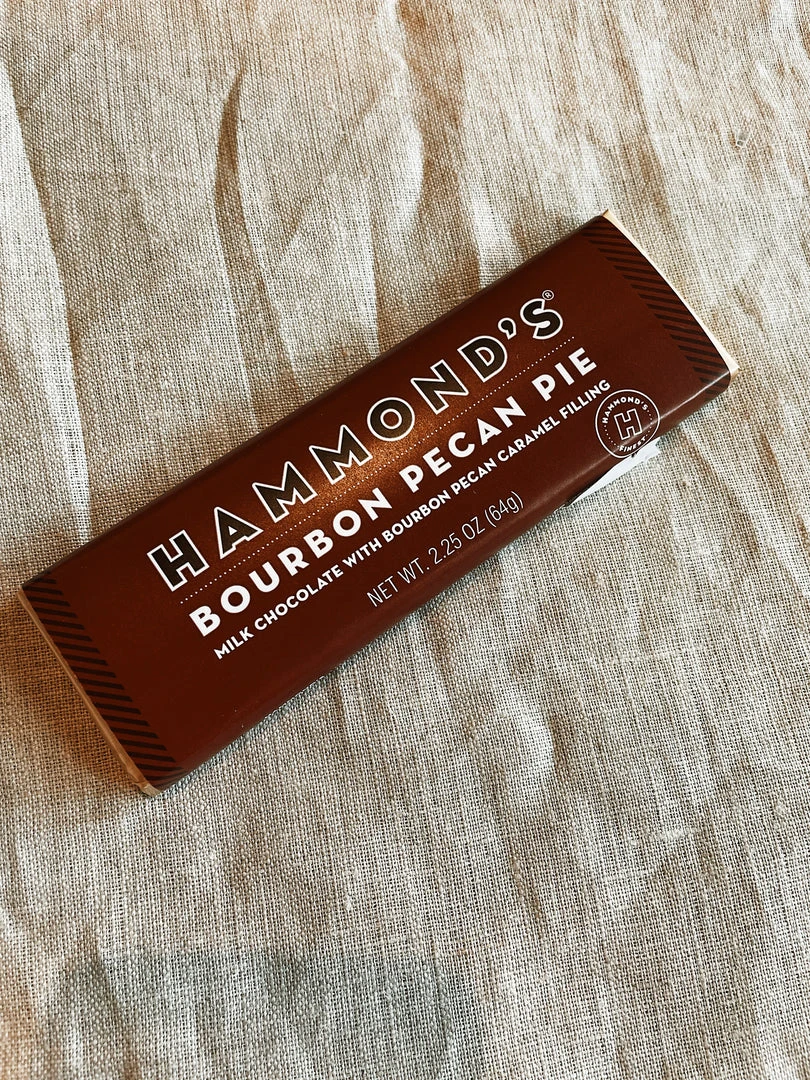 HAMMOND'S®
BOURBON PECAN PIE
MILK CHOCOLATE WITH BOURBON PECAN CARAMEL FILLING
NET WT. 2.25 OZ (64g)
HAMMOND'S
H
FINEST